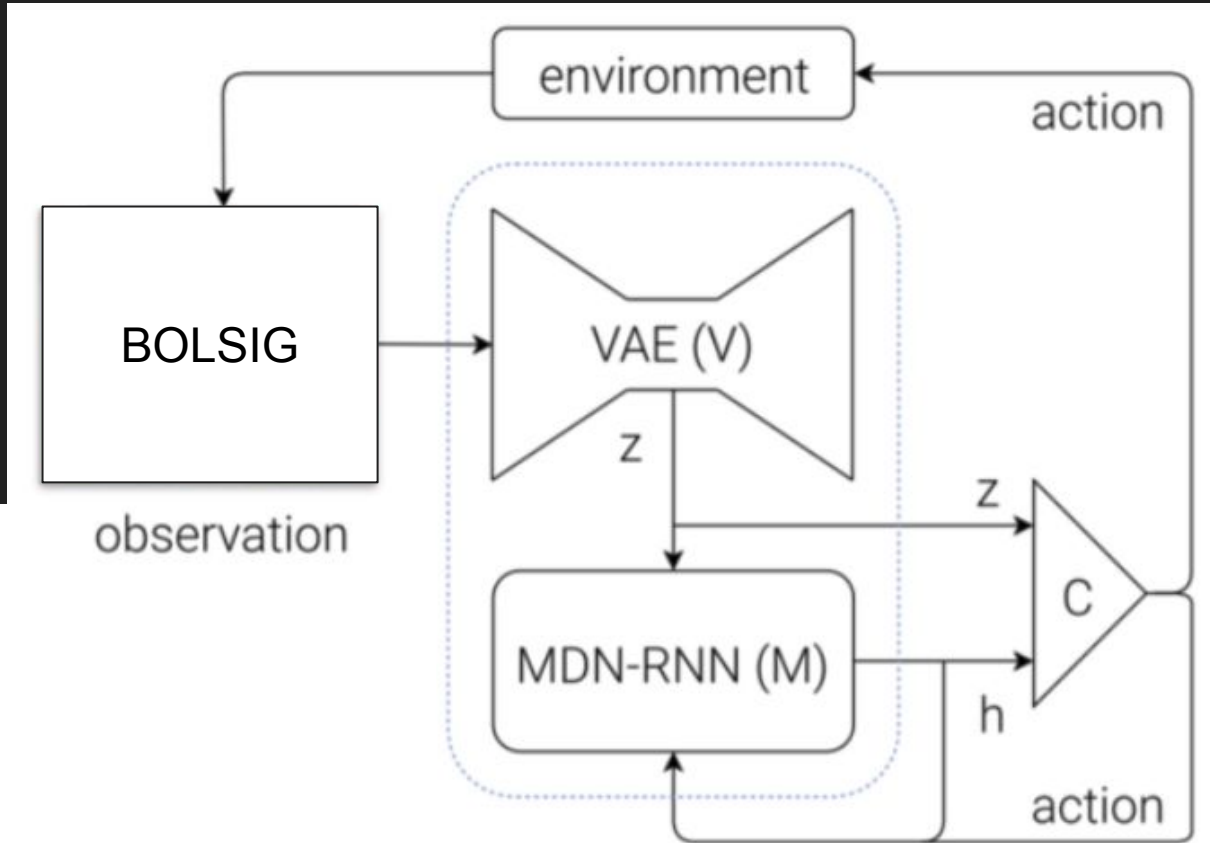 environment
action
BOLSIG
VAE (V)
z
z
observation
C
MDN-RNN (M)
h
action